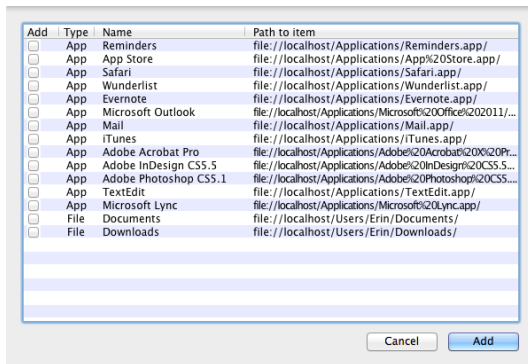 Add Type Name Path to item
App Reminders file://localhost/Applications/Reminders.app/
App App Store file://localhost/Applications/App%20Store.app/
App Safari file://localhost/Applications/Safari.app/
App Wunderlist file://localhost/Applications/Wunderlist.app/
App Evernote file://localhost/Applications/Evernote.app/
App Microsoft Outlook file://localhost/Applications/Microsoft%20Office%202011/...
App Mail file://localhost/Applications/Mail.app/
App iTunes file://localhost/Applications/iTunes.app/
App Adobe Acrobat Pro file://localhost/Applications/Adobe%20Acrobat%20X%20Pr...
App Adobe InDesign CS5.5 file://localhost/Applications/Adobe%20InDesign%20CS5.5...
App Adobe Photoshop CS5.1 file://localhost/Applications/Adobe%20Photoshop%20CS5....
App TextEdit file://localhost/Applications/TextEdit.app/
App Microsoft Lync file://localhost/Applications/Microsoft%20Lync.app/
File Documents file://localhost/Users/Erin/Documents/
File Downloads file://localhost/Users/Erin/Downloads/
Cancel Add